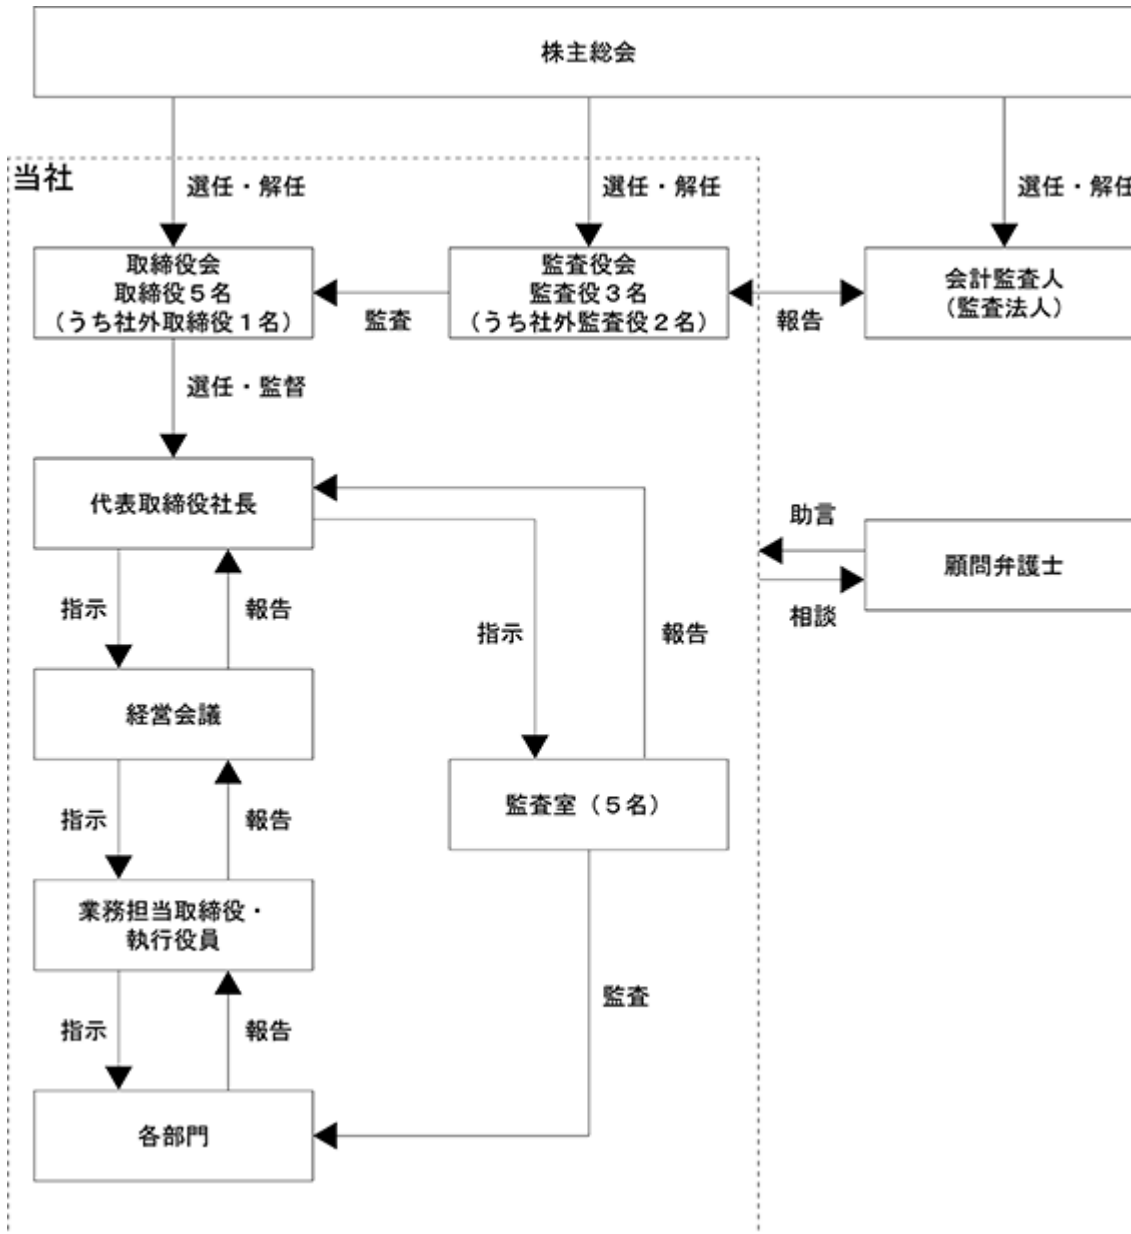 株主総会
当社
選任・解任
選任・解任
選任・解任
取締役会
取締役５名
（うち社外取締役１名）
監査
監査役会
監査役３名
（うち社外監査役２名）
報告
会計監査人
（監査法人）
選任・監督
代表取締役社長
助言
顧問弁護士
相談
指示
報告
指示
報告
経営会議
監査室（５名）
指示
報告
業務担当取締役・
執行役員
監査
指示
報告
各部門